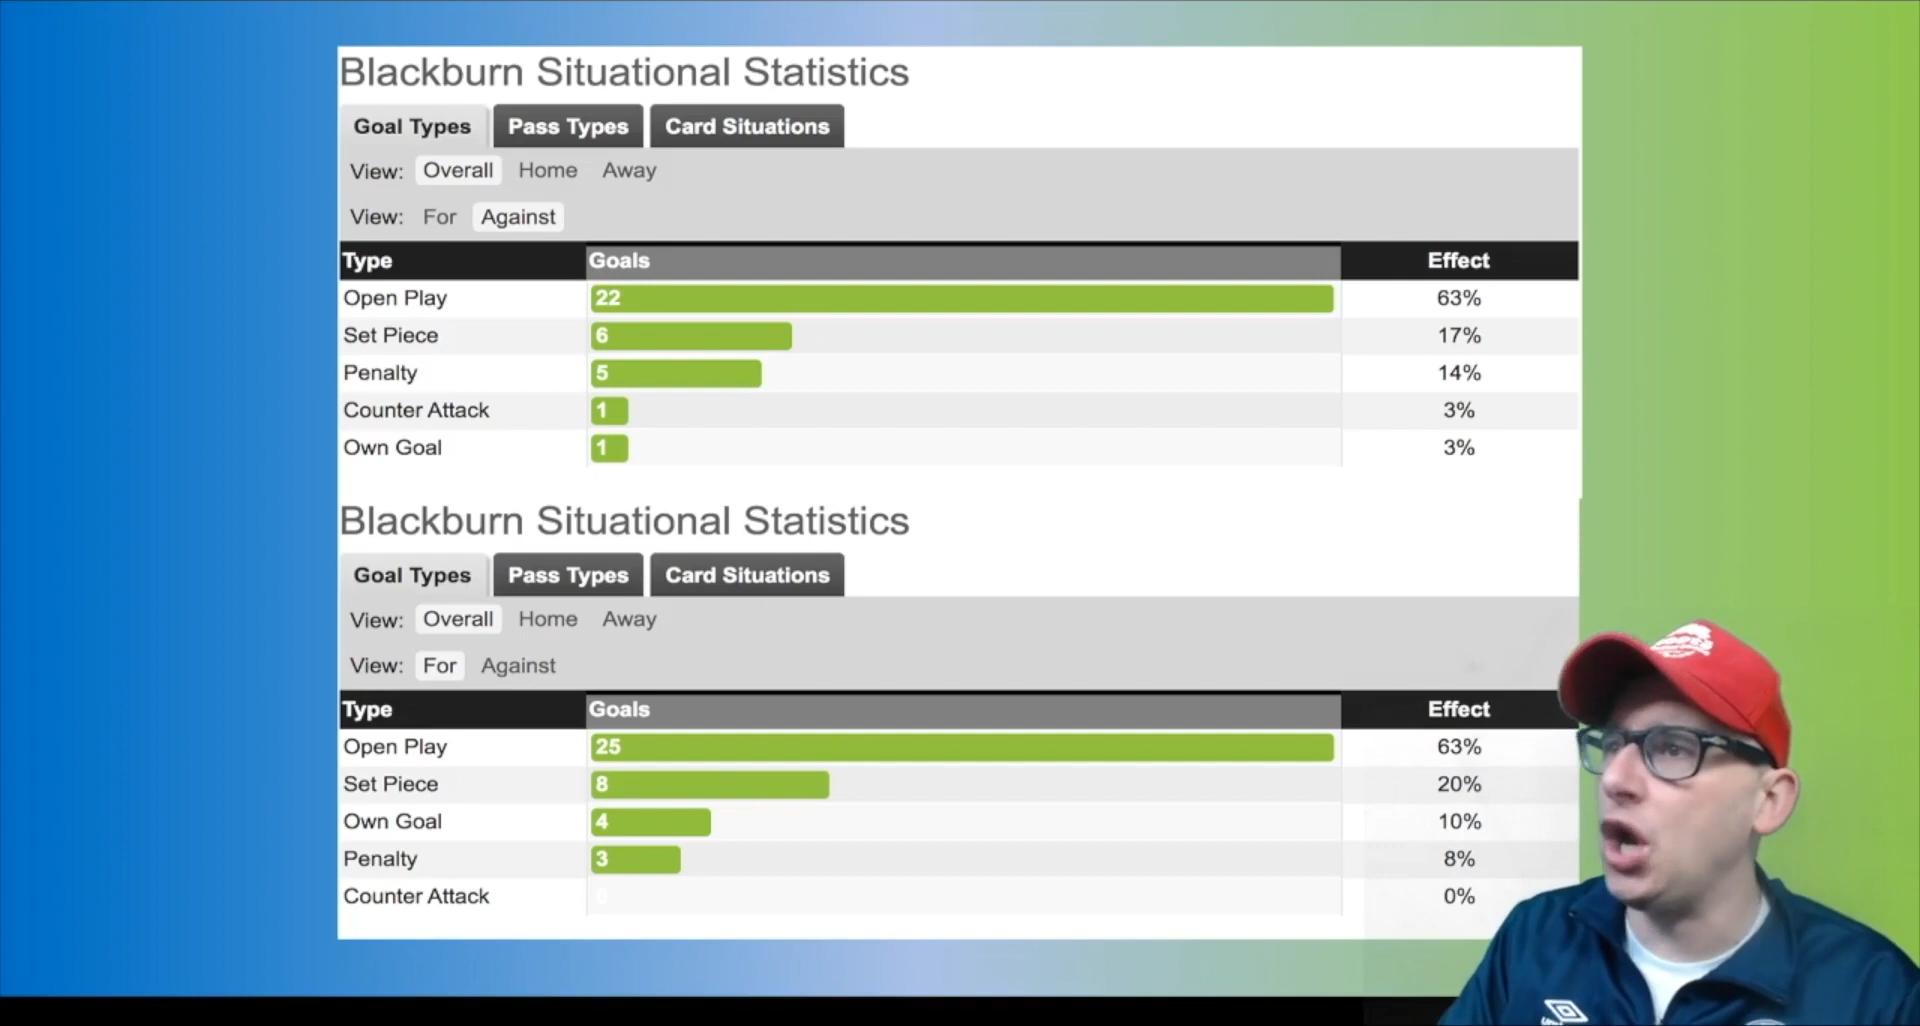 Blackburn Situational Statistics
Goal Types Pass Types Card Situations
View: Overall Home Away
View: For Against
Type Goals Effect
Open Play 22 63%
Set Piece 6 17%
Penalty 5 14%
Counter Attack 1 3%
Own Goal 1 3%
Blackburn Situational Statistics
Goal Types Pass Types Card Situations
View: Overall Home Away
View: For Against
Type Goals Effect
Open Play 25 63%
Set Piece 8 20%
Own Goal 4 10%
Penalty 3 8%
Counter Attack 0 0%